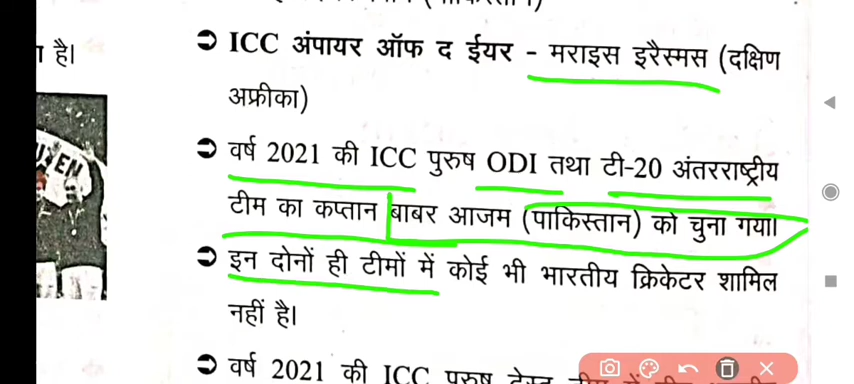 (पाकिस्तान)
ा है।
➲ ICC अंपायर ऑफ द ईयर - मराइस इरैस्मस (दक्षिण
अफ्रीका)
➲ वर्ष 2021 की ICC पुरुष ODI तथा टी-20 अंतरराष्ट्रीय
टीम का कप्तान बाबर आजम (पाकिस्तान) को चुना गया।
➲ इन दोनों ही टीमों में कोई भी भारतीय क्रिकेटर शामिल
नहीं है।
➲ वर्ष 2021 की ICC पुरुष टेस्ट टीम में